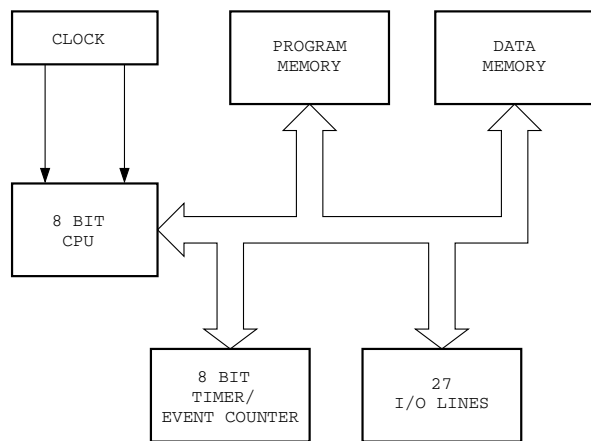 CLOCK
PROGRAM
MEMORY
DATA
MEMORY
8 BIT
CPU
8 BIT
TIMER/
EVENT COUNTER
27
I/O LINES